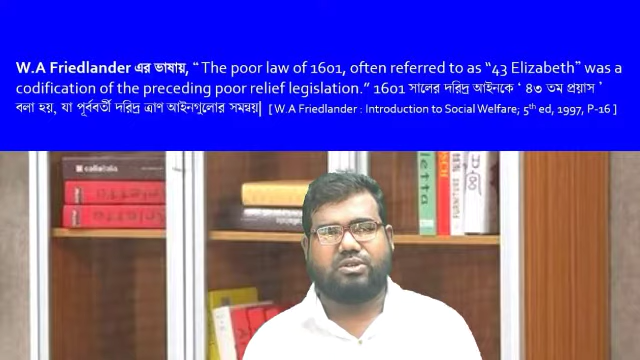 W.A Friedlander এর ভাষায়, “ The poor law of 1601, often referred to as “43 Elizabeth” was a
codification of the preceding poor relief legislation.” 1601 সালের দরিদ্র আইনকে ‘ ৪৩ তম প্রয়াস ’
বলা হয়, যা পূর্ববর্তী দরিদ্র ত্রাণ আইনগুলোর সমন্বয়| [ W.A Friedlander : Introduction to Social Welfare; 5th ed, 1997, P-16 ]